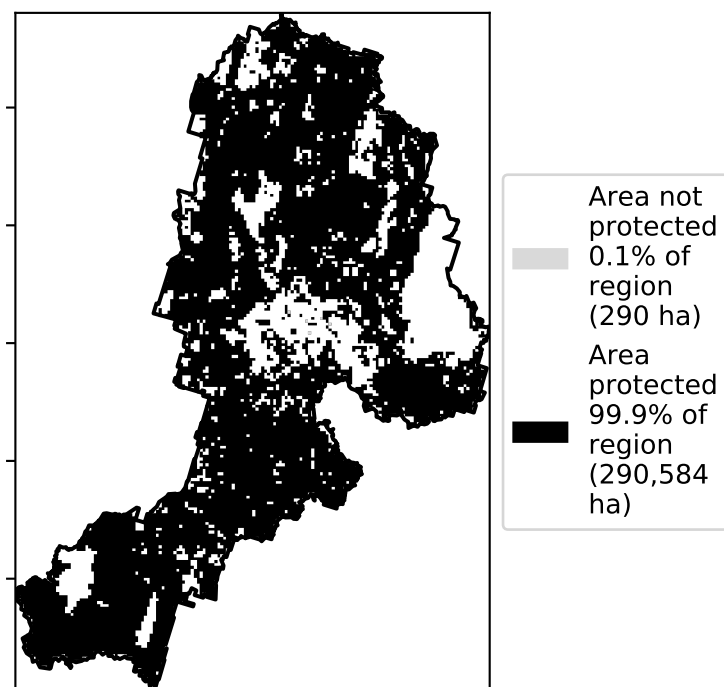 Area not
protected
0.1% of
region
(290 ha)
Area
protected
99.9% of
region
(290,584
ha)